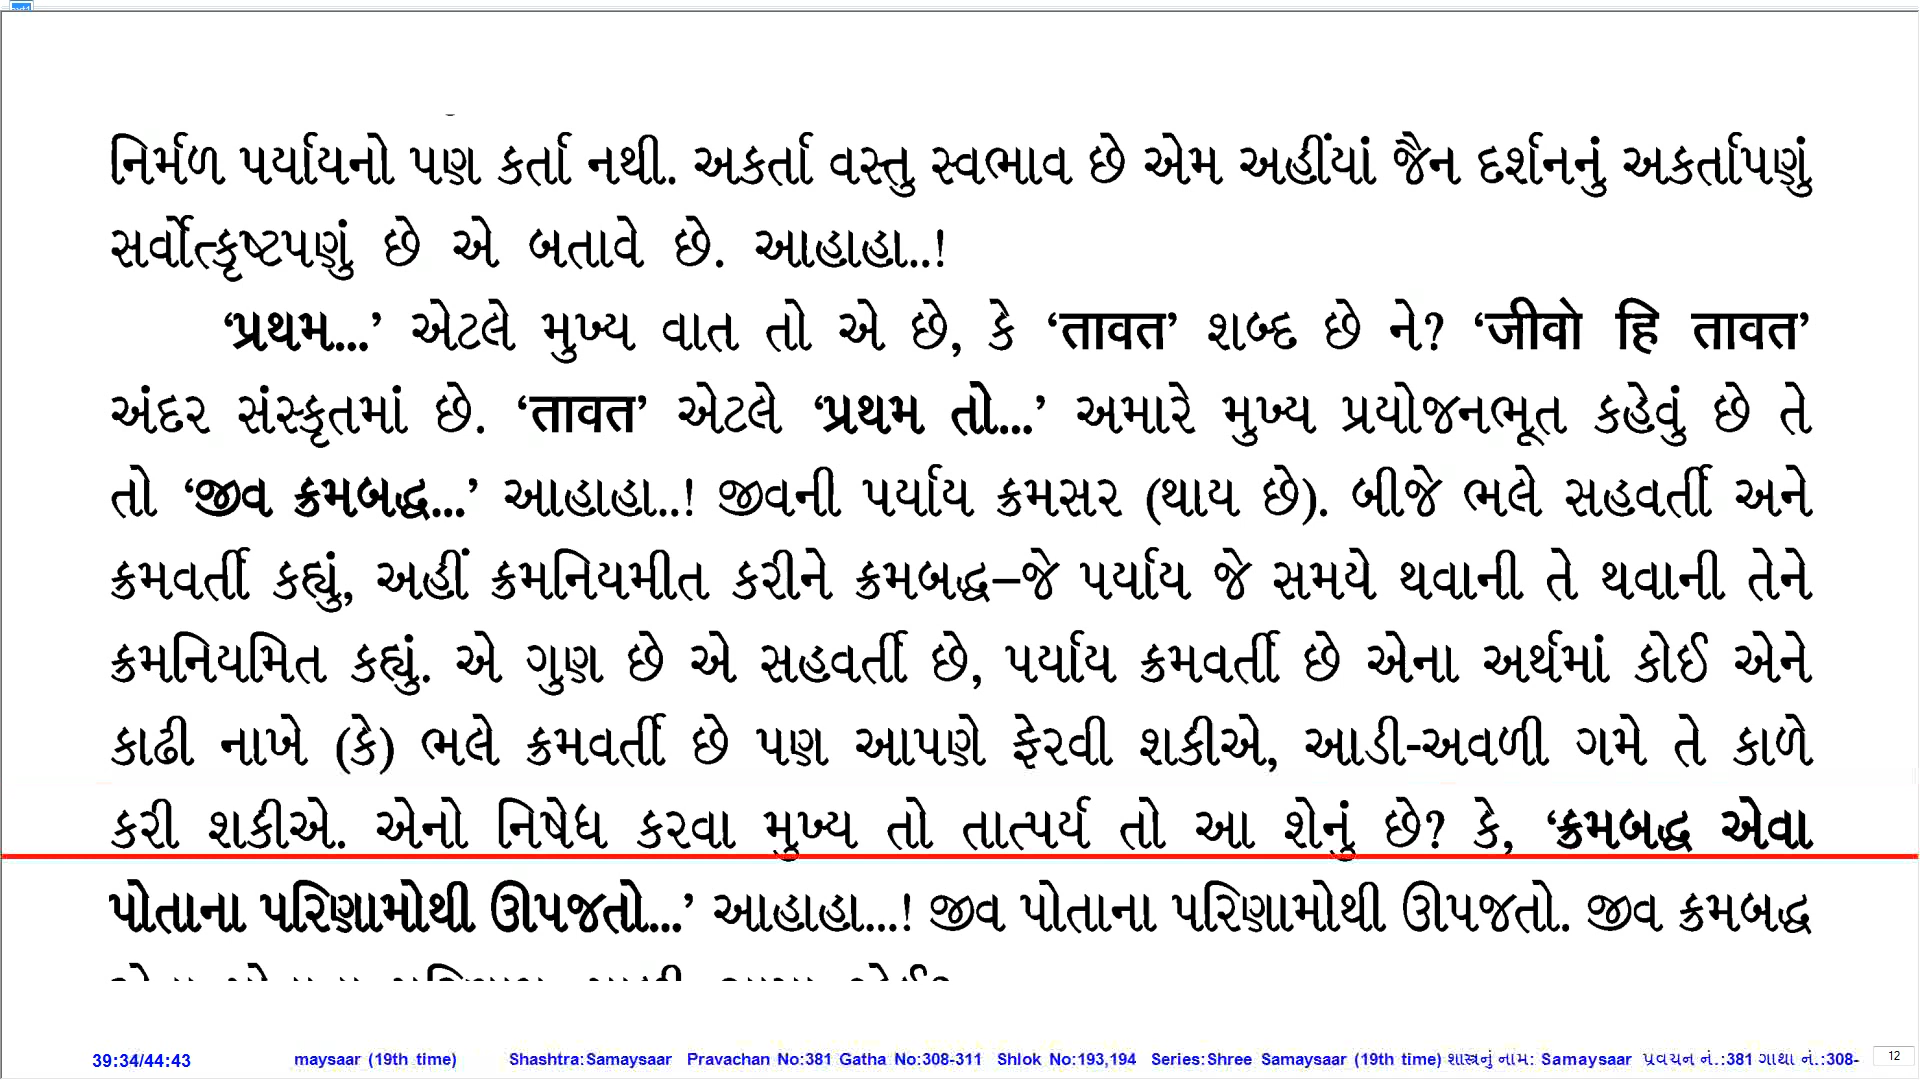 નિર્મળ પર્યાયનો પણ કર્તા નથી. અકર્તા વસ્તુ સ્વભાવ છે એમ અહીંયાં જૈન દર્શનનું અકર્તાપણું
સર્વોત્કૃષ્ટપણું છે એ બતાવે છે. આહાહા..!
‘પ્રથમ...’ એટલે મુખ્ય વાત તો એ છે, કે ‘तावत’ શબ્દ છે ને? ‘जीवो हि तावत’
અંદર સંસ્કૃતમાં છે. ‘तावत’ એટલે ‘પ્રથમ તો...’ અમારે મુખ્ય પ્રયોજનભૂત કહેવું છે તે
તો ‘જીવ ક્રમબદ્ધ...’ આહાહા..! જીવની પર્યાય ક્રમસર (થાય છે). બીજે ભલે સહવર્તી અને
ક્રમવર્તી કહ્યું, અહીં ક્રમનિયમીત કરીને ક્રમબદ્ધ–જે પર્યાય જે સમયે થવાની તે થવાની તેને
ક્રમનિયમિત કહ્યું. એ ગુણ છે એ સહવર્તી છે, પર્યાય ક્રમવર્તી છે એના અર્થમાં કોઈ એને
કાઢી નાખે (કે) ભલે ક્રમવર્તી છે પણ આપણે ફેરવી શકીએ, આડી-અવળી ગમે તે કાળે
કરી શકીએ. એનો નિષેધ કરવા મુખ્ય તો તાત્પર્ય તો આ શેનું છે? કે, ‘ક્રમબદ્ધ એવા
પોતાના પરિણામોથી ઊપજતો...’ આહાહા...! જીવ પોતાના પરિણામોથી ઊપજતો. જીવ ક્રમબદ્ધ
39:34/44:43 maysaar (19th time) Shashtra:Samaysaar Pravachan No:381 Gatha No:308-311 Shlok No:193,194 Series:Shree Samaysaar (19th time) શાસ્ત્રનું નામ: Samaysaar પ્રવચન નં.:381 ગાથા નં.:308- 12